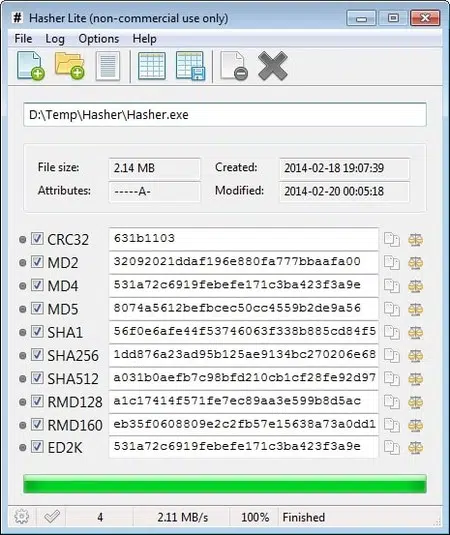 # Hasher Lite (non-commercial use only)
File Log Options Help
D:\Temp\Hasher\Hasher.exe
File size: 2.14 MB Created: 2014-02-18 19:07:39
Attributes: -----A- Modified: 2014-02-20 00:05:18
CRC32 631b1103
MD2 32092021ddaf196e880fa777bbaafa00
MD4 531a72c6919febefe171c3ba423f3a9e
MD5 8074a5612befbcec50cc4559b2de9a56
SHA1 56f0e6afe44f53746063f338b885cd84f5
SHA256 1dd876a23ad95b125ae9134bc270206e68
SHA512 a031b0aefb7c98bfd210cb1cf28fe92d97
RMD128 a1c17414f571fe7ec89aa3e599b8d5ac
RMD160 eb35f0608809e2c2fb57e15638a73a0dd1
ED2K 531a72c6919febefe171c3ba423f3a9e
4 2.11 MB/s 100% Finished